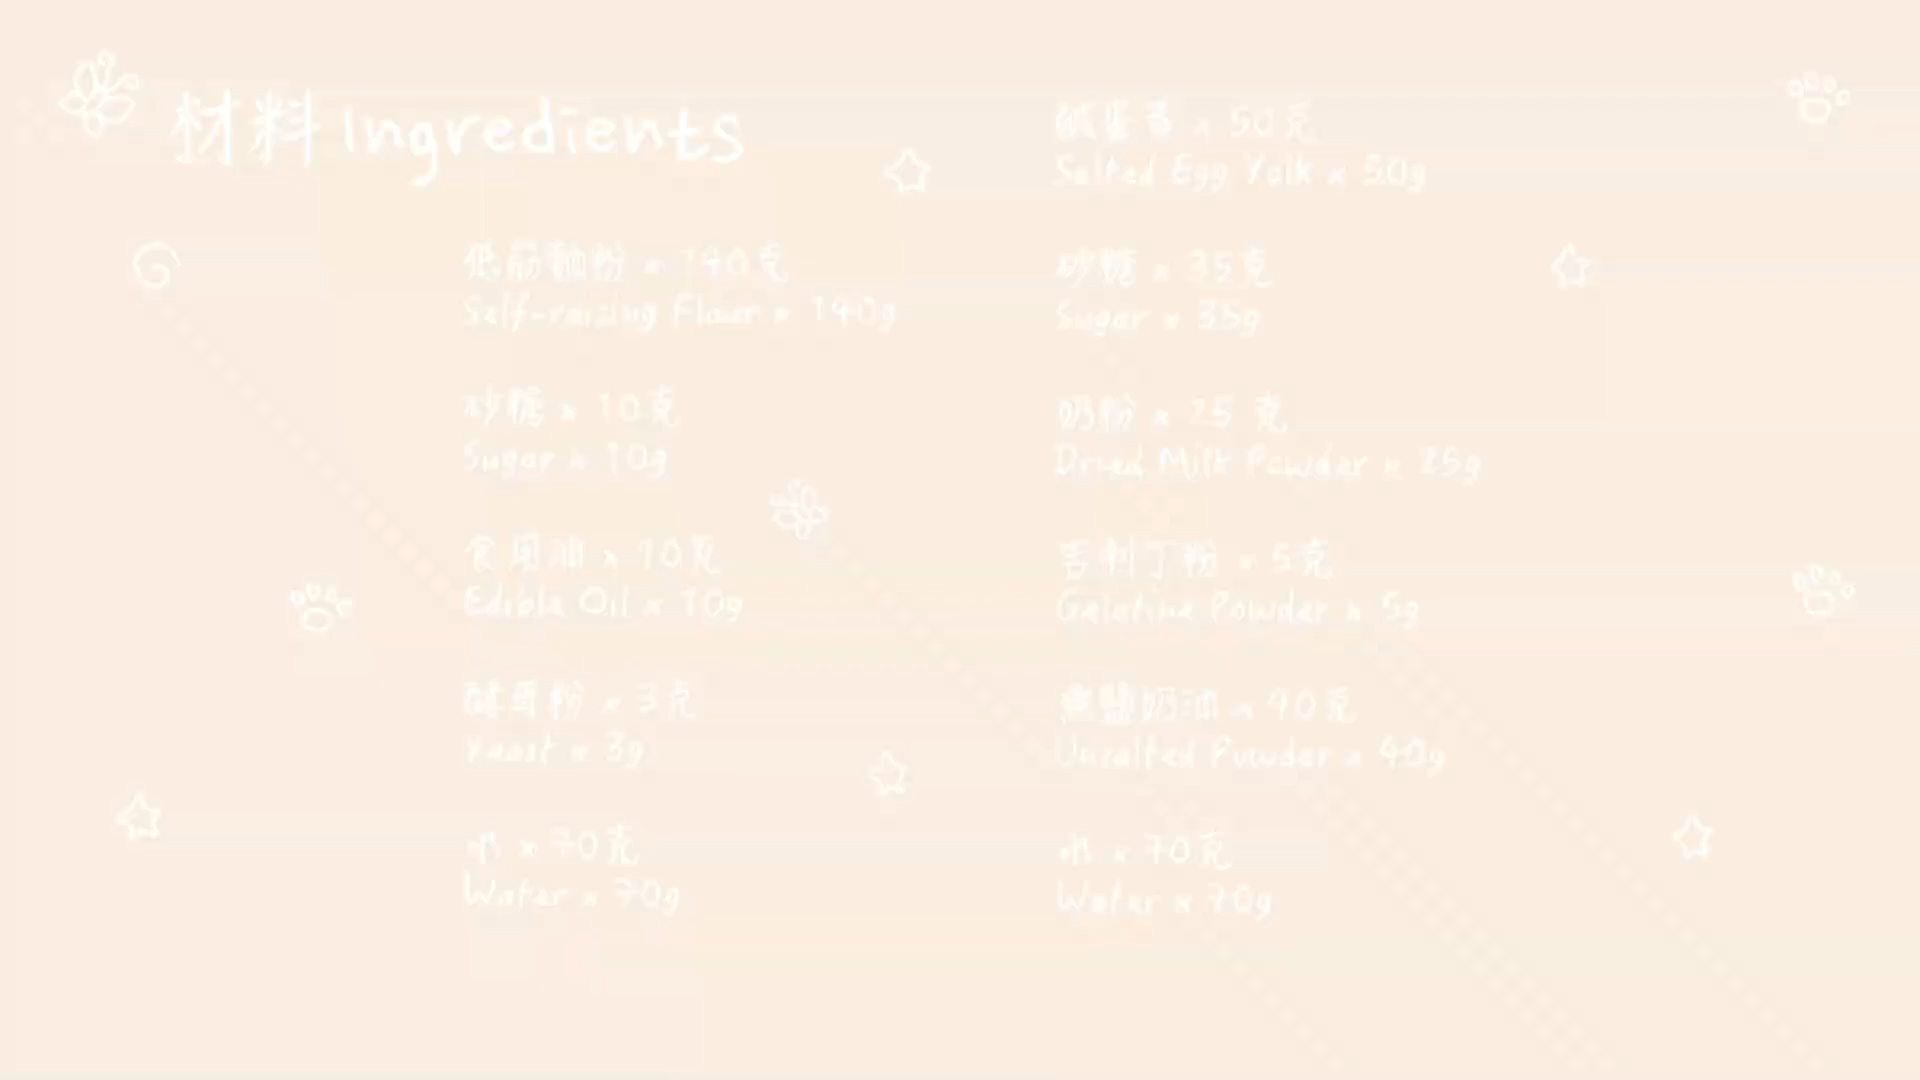 材料 Ingredients
低筋麵粉 x 140克
Self-raising Flour x 140g
砂糖 x 10克
Sugar x 10g
食用油 x 10克
Edible Oil x 10g
酵母粉 x 3克
Yeast x 3g
水 x 70克
Water x 70g
鹹蛋黃 x 50克
Salted Egg Yolk x 50g
砂糖 x 35克
Sugar x 35g
奶粉 x 25 克
Dried Milk Powder x 25g
吉利丁粉 x 5克
Gelatine Powder x 5g
無鹽奶油 x 40克
Unsalted Powder x 40g
水 x 70克
Water x 70g